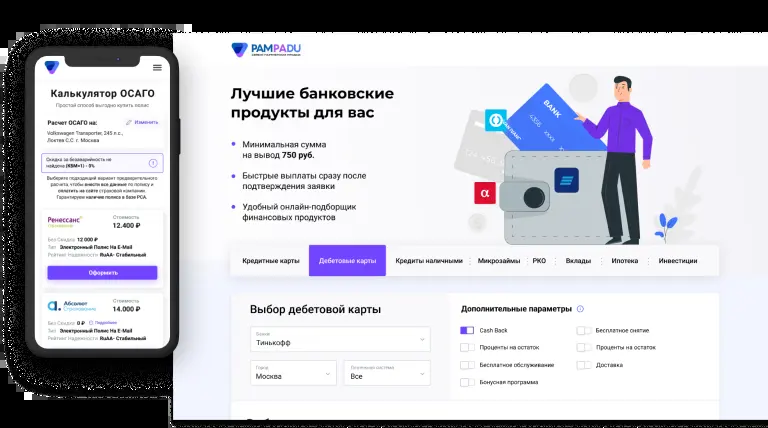 Калькулятор ОСАГО
Простой способ выгодно купить полис
Расчет ОСАГО на:
Изменить
Volkswagen Transporter, 245 л.с.,
Локтев С.С г. Москва
Скидка за безаварийность не
найдена (КБМ=1) - 0%
Выберите подходящий вариант предварительного
расчета, чтобы внести все данные по полису и
оплатить на сайте страховой компании.
Гарантируем наличие полиса в базе РСА.
Ренессанс
страхование
Стоимость
12.400 ₽
Без Скидок 12 000 ₽
Тип Электронный Полис На E-Mail
Рейтинг Надежности RuAA- Стабильный
Оформить
Абсолют
Страхование
Стоимость
14.000 ₽
Без Скидок 0 ₽ Подробнее
Тип Электронный Полис На E-Mail
Рейтинг Надежности RuAA- Стабильный
PAMPADU
Лучшие банковские
продукты для вас
Минимальная сумма
на вывод 750 руб.
Быстрые выплаты сразу после
подтверждения заявки
Удобный онлайн-подборщик
финансовых продуктов
BANK
Кредитные карты
Дебетовые карты
Кредиты наличными
Микрозаймы
РКО
Вклады
Ипотека
Инвестиции
Выбор дебетовой карты
Банки
Тинькофф
Город
Москва
Платежная система
Все
Дополнительные параметры
Cash Back
Бесплатное снятие
Проценты на остаток
Проценты на остаток
Бесплатное обслуживание
Доставка
Бонусная программа